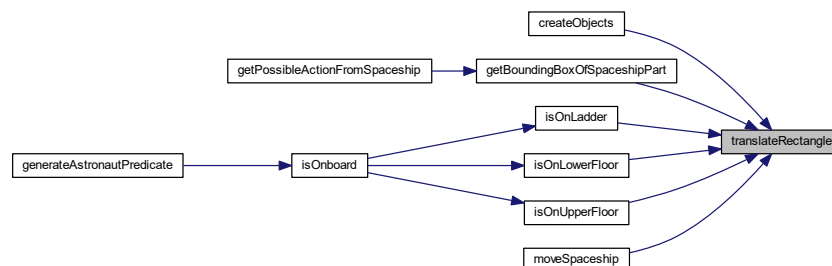 createObjects
getPossibleActionFromSpaceship
getBoundingBoxOfSpaceshipPart
isOnLadder
translateRectangle
generateAstronautPredicate
isOnboard
isOnLowerFloor
isOnUpperFloor
moveSpaceship